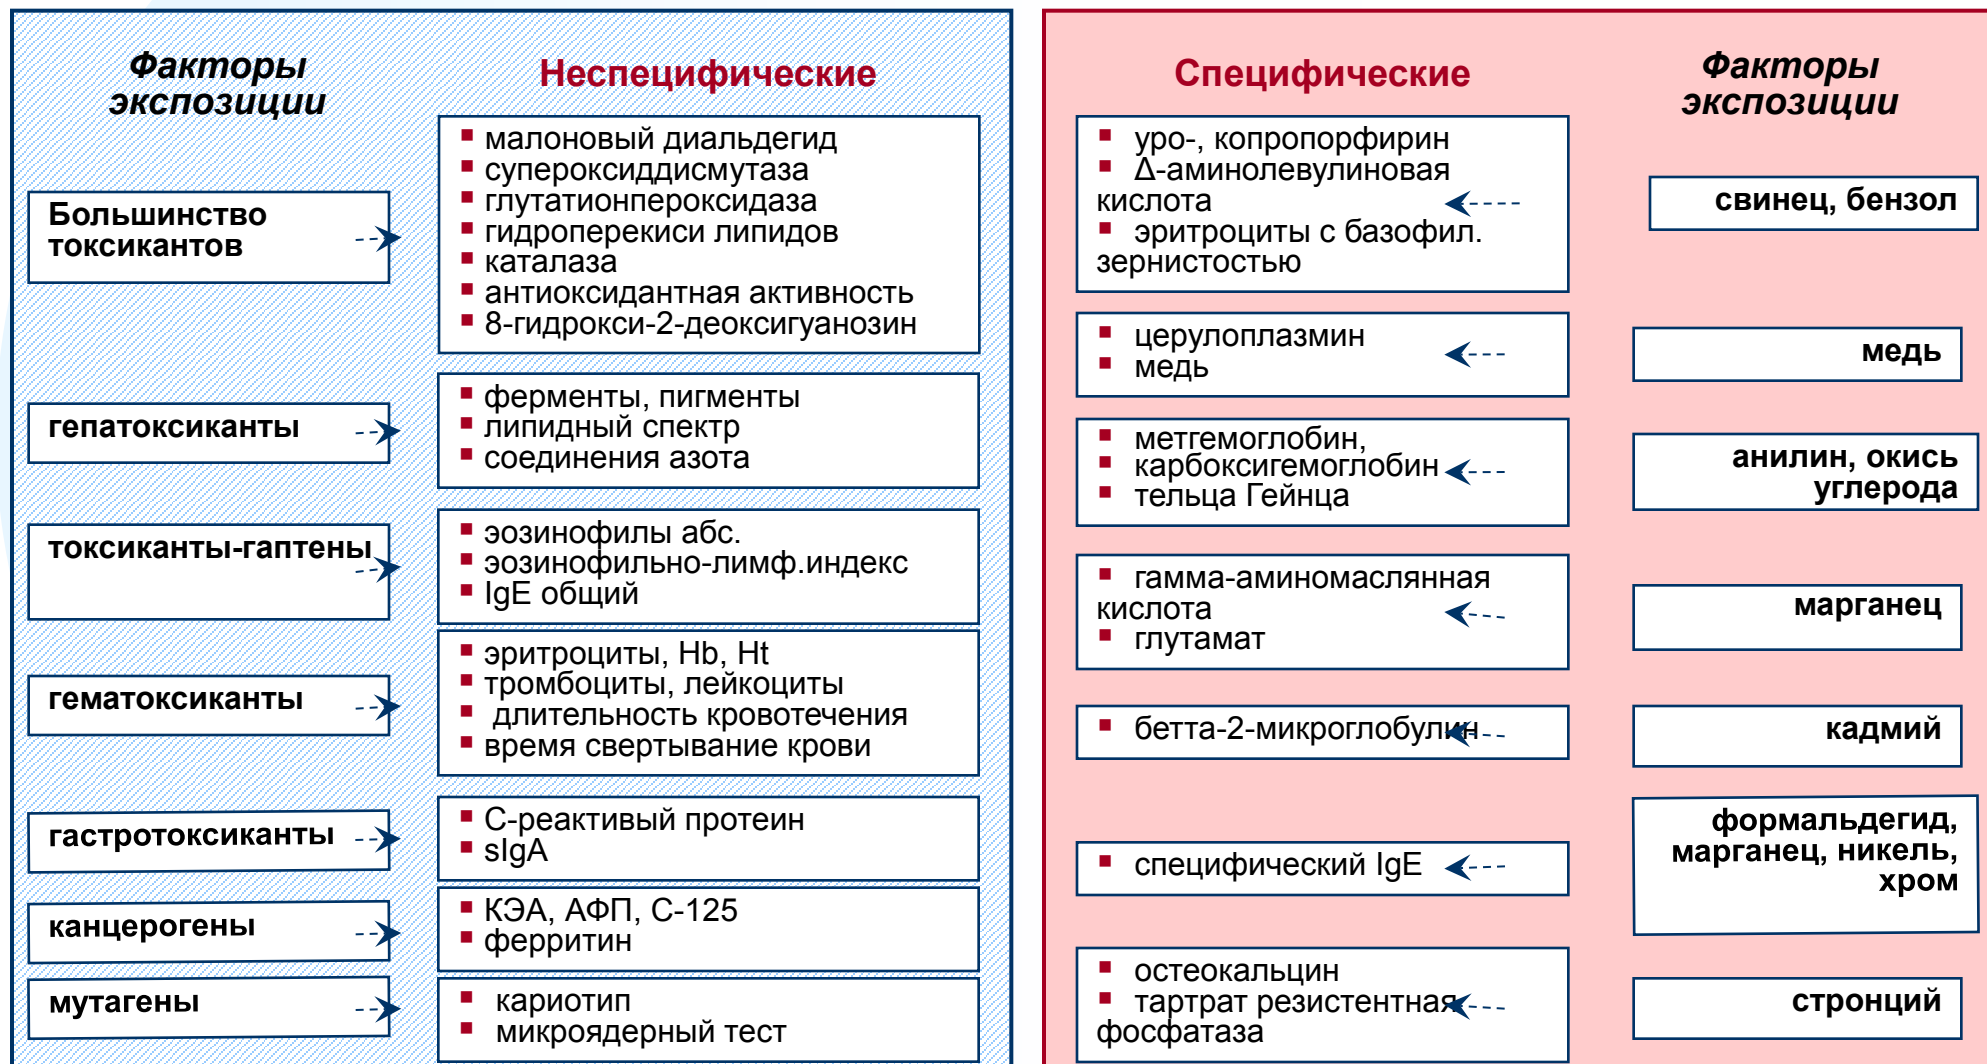 Факторы
экспозиции
Неспецифические
Большинство
токсикантов
малоновый диальдегид
супероксиддисмутаза
глутатионпероксидаза
гидроперекиси липидов
каталаза
антиоксидантная активность
8-гидрокси-2-деоксигуанозин
гепатоксиканты
ферменты, пигменты
липидный спектр
соединения азота
токсиканты-гаптены
эозинофилы абс.
эозинофильно-лимф.индекс
IgE общий
гематоксиканты
эритроциты, Hb, Ht
тромбоциты, лейкоциты
длительность кровотечения
время свертывание крови
гастротоксиканты
С-реактивый протеин
sIgA
канцерогены
КЭА, АФП, С-125
ферритин
мутагены
кариотип
микроядерный тест
Специфические
Факторы
экспозиции
уро-, копропорфирин
Δ-аминолевулиновая
кислота
эритроциты с базофил.
зернистостью
свинец, бензол
церулоплазмин
медь
медь
метгемоглобин,
карбоксигемоглобин
тельца Гейнца
анилин, окись
углерода
гамма-аминомаслянная
кислота
глутамат
марганец
бетта-2-микроглобулин
кадмий
специфический IgE
формальдегид,
марганец, никель,
хром
остеокальцин
тартрат резистентная
фосфатаза
стронций